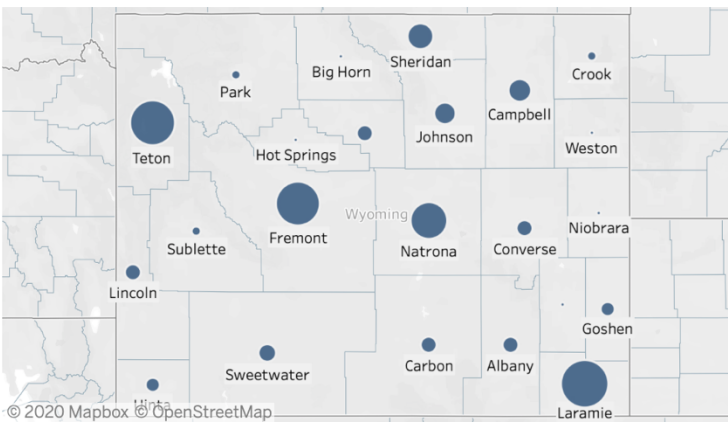 Sheridan
Big Horn
Crook
Park
Campbell
Johnson
Weston
Teton
Hot Springs
Wyoming
Niobrara
Fremont
Sublette
Natrona
Converse
Lincoln
Goshen
Sweetwater
Carbon
Albany
Uinta
© 2020 Mapbox © OpenStreetMap
Laramie